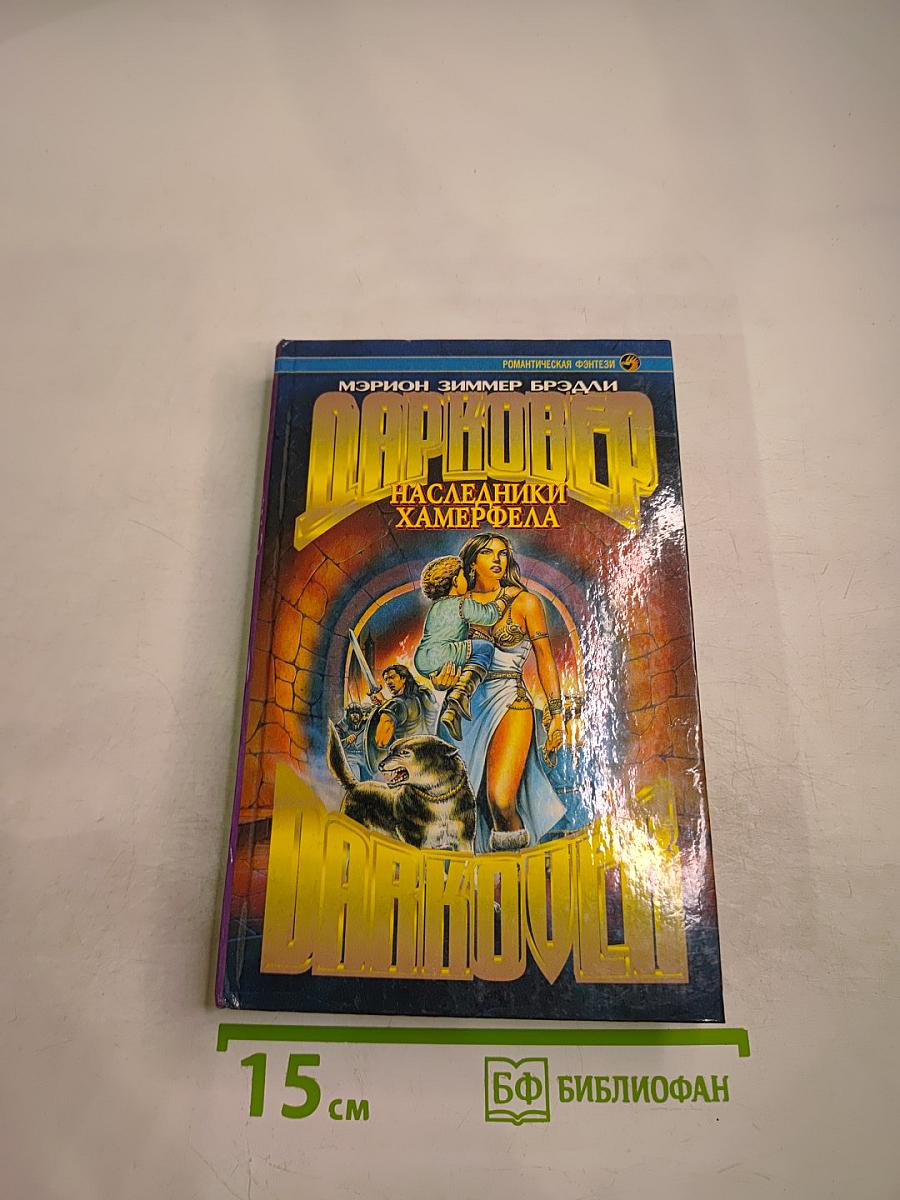 РОМАНТИЧЕСКАЯ ФЭНТЕЗИ
МЭРИОН ЗИММЕР БРЭДЛИ
ДАРКОВЕР
НАСЛЕДНИКИ
ХАМЕРФЕЛА
DARKOVER
15 см
БФ БИБЛИОФАН